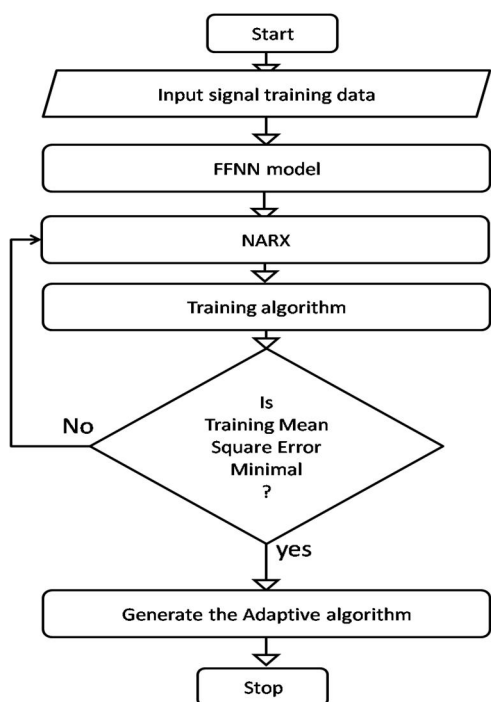 Start
Input signal training data
FFNN model
NARX
Training algorithm
Is
Training Mean
Square Error
Minimal
?
No
yes
Generate the Adaptive algorithm
Stop